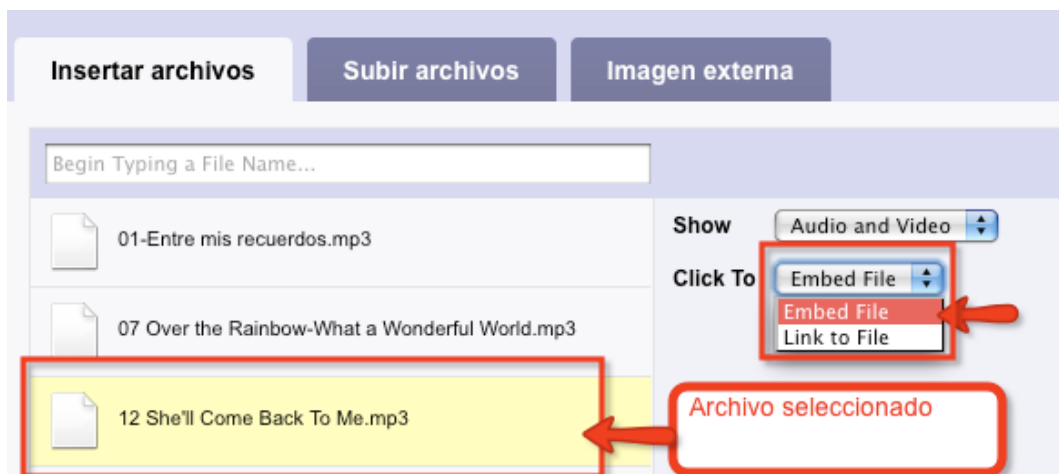 Insertar archivos Subir archivos Imagen externa
Begin Typing a File Name...
01-Entre mis recuerdos.mp3
07 Over the Rainbow-What a Wonderful World.mp3
12 She'll Come Back To Me.mp3
Show Audio and Video
Click To Embed File
Embed File
Link to File
Archivo seleccionado